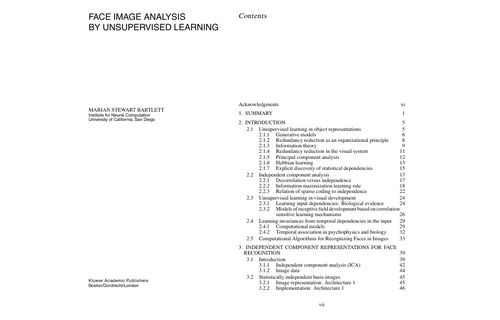 FACE IMAGE ANALYSIS
BY UNSUPERVISED LEARNING
MARIAN STEWART BARTLETT
Institute for Neural Computation
University of California, San Diego
Kluwer Academic Publishers
Boston/Dordrecht/London
Contents
Acknowledgments xi
1. SUMMARY 1
2. INTRODUCTION 5
2.1 Unsupervised learning in object representations 5
2.1.1 Generative models 6
2.1.2 Redundancy reduction as an organizational principle 8
2.1.3 Information theory 9
2.1.4 Redundancy reduction in the visual system 11
2.1.5 Principal component analysis 12
2.1.6 Hebbian learning 13
2.1.7 Explicit discovery of statistical dependencies 15
2.2 Independent component analysis 17
2.2.1 Decorrelation versus independence 17
2.2.2 Information maximization learning rule 18
2.2.3 Relation of sparse coding to independence 22
2.3 Unsupervised learning in visual development 24
2.3.1 Learning input dependencies: Biological evidence 24
2.3.2 Models of receptive field development based on correlation
sensitive learning mechanisms 26
2.4 Learning invariances from temporal dependencies in the input 29
2.4.1 Computational models 29
2.4.2 Temporal association in psychophysics and biology 32
2.5 Computational Algorithms for Recognizing Faces in Images 33
3. INDEPENDENT COMPONENT REPRESENTATIONS FOR FACE
RECOGNITION 39
3.1 Introduction 39
3.1.1 Independent component analysis (ICA) 42
3.1.2 Image data 44
3.2 Statistically independent basis images 45
3.2.1 Image representation: Architecture 1 45
3.2.2 Implementation: Architecture 1 46
vii